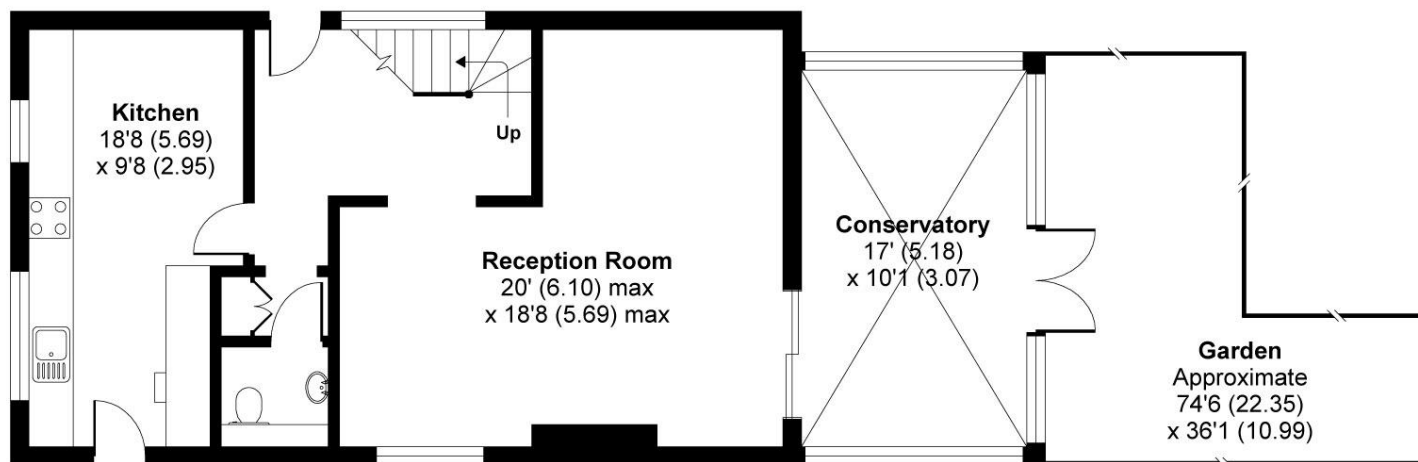 Kitchen
18'8 (5.69)
x 9'8 (2.95)
Up
Reception Room
20' (6.10) max
x 18'8 (5.69) max
Conservatory
17' (5.18)
x 10'1 (3.07)
Garden
Approximate
74'6 (22.35)
x 36'1 (10.99)